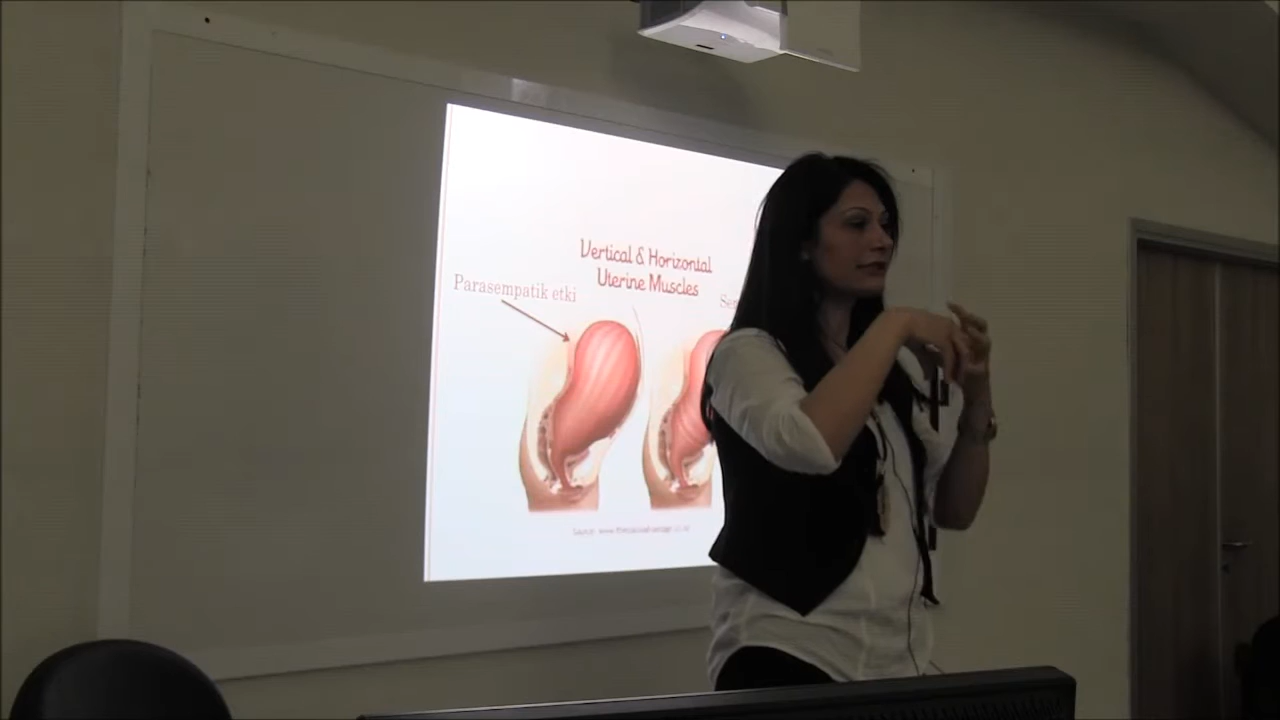 Vertical & Horizontal
Uterine Muscles
Parasempatik etki